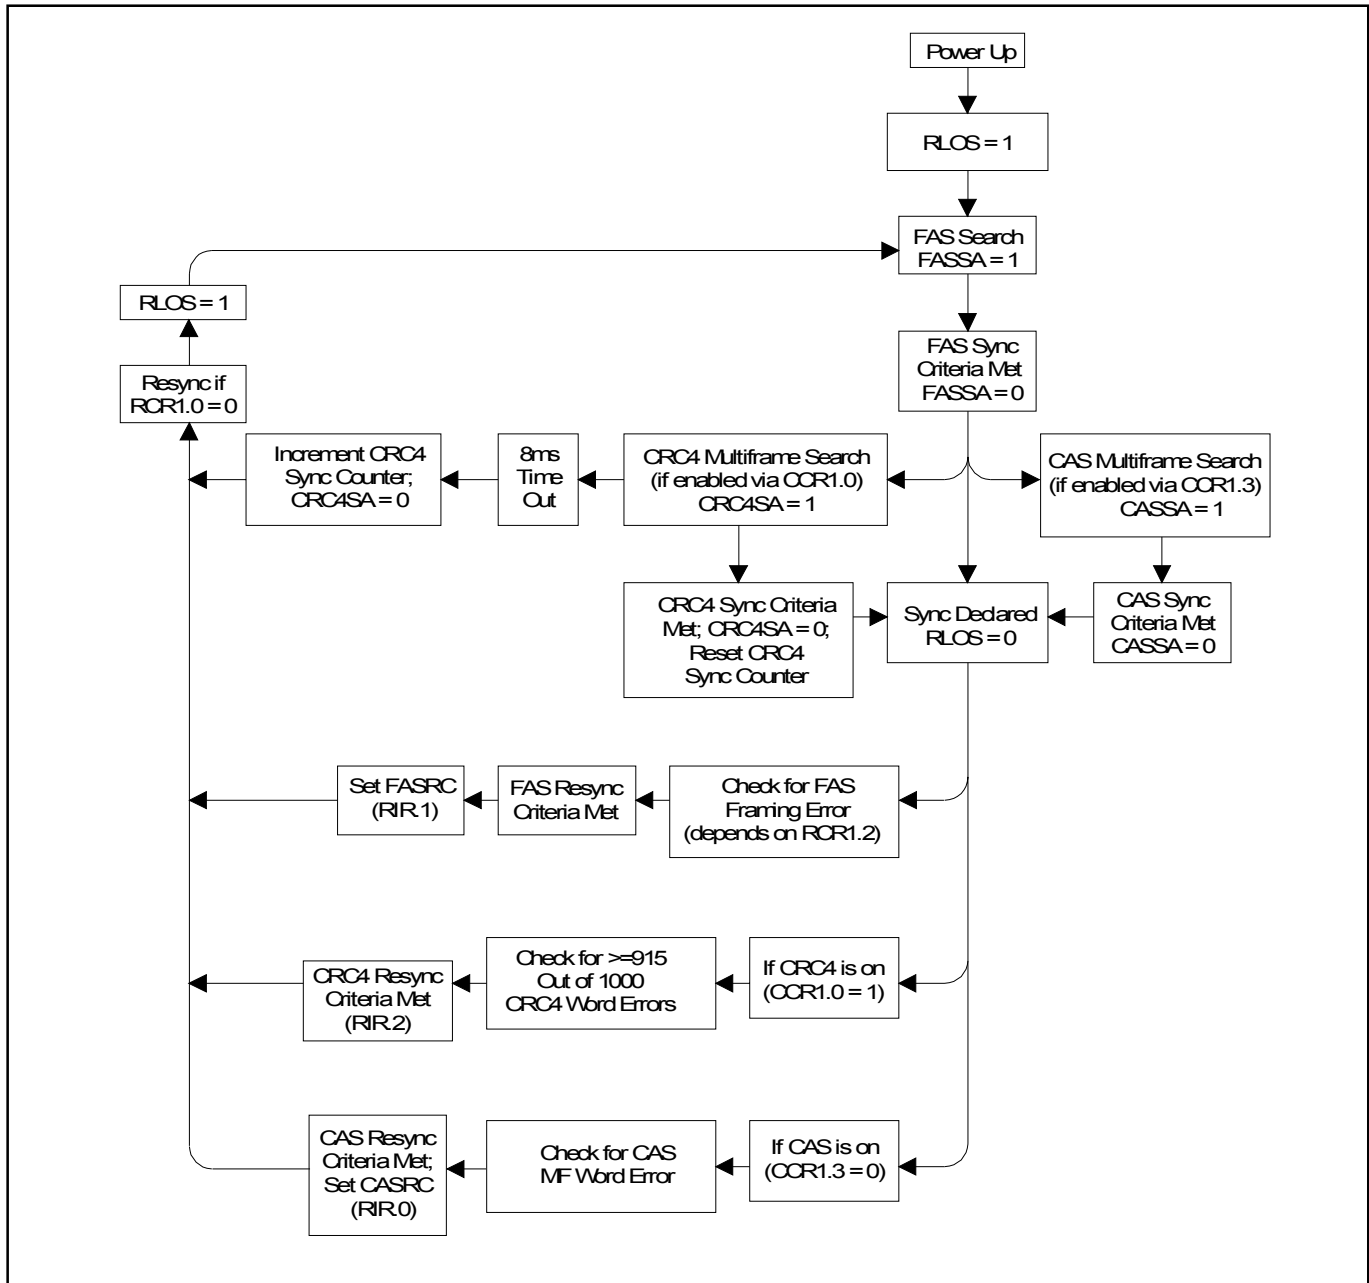 Power Up
RLOS = 1
FAS Search
FASSA = 1
RLOS = 1
FAS Sync
Criteria Met
FASSA = 0
Resync if
RCR1.0 = 0
Increment CRC4
Sync Counter;
CRC4SA = 0
8ms
Time
Out
CRC4 Multiframe Search
(if enabled via CCR1.0)
CRC4SA = 1
CAS Multiframe Search
(if enabled via CCR1.3)
CASSA = 1
CRC4 Sync Criteria
Met; CRC4SA = 0;
Reset CRC4
Sync Counter
Sync Declared
RLOS = 0
CAS Sync
Criteria Met
CASSA = 0
Set FASRC
(RIR.1)
FAS Resync
Criteria Met
Check for FAS
Framing Error
(depends on RCR1.2)
CRC4 Resync
Criteria Met
(RIR.2)
Check for >=915
Out of 1000
CRC4 Word Errors
If CRC4 is on
(CCR1.0 = 1)
CAS Resync
Criteria Met;
Set CASRC
(RIR.0)
Check for CAS
MF Word Error
If CAS is on
(CCR1.3 = 0)